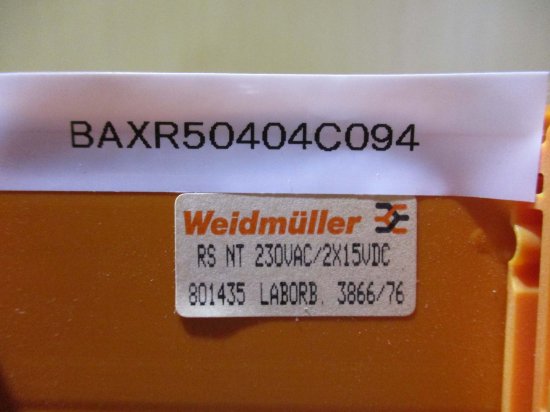 BAXR50404C094
Weidmüller
RS NT 230VAC/2X15VDC
801435 LABORB. 3866/76